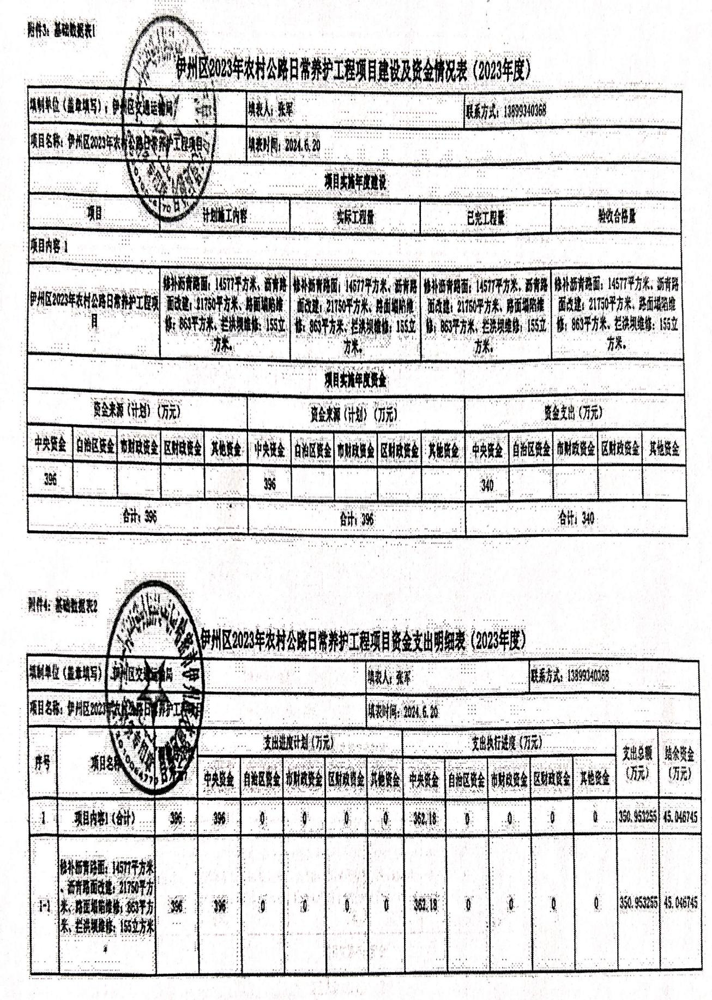 附件3：基础数据表1
伊州区2023年农村公路日常养护工程项目建设及资金情况表（2023年度）
填制单位（盖章填写）：伊州区交通运输局 填表人：张军 联系方式：13899340368
项目名称：伊州区2023年农村公路日常养护工程项目 填表时间：2024.6.20
项目实施年度建设
项目 计划施工内容 实际工程量 已完工程量 验收合格量
项目内容 1
伊州区2023年农村公路日常养护工程项
目
修补沥青路面：14577平方米、沥青路
面改建：21750平方米、路面塌陷维
修：863平方米、拦洪坝维修：155立
方米。
修补沥青路面：14577平方米、沥青路
面改建：21750平方米、路面塌陷维
修：863平方米、拦洪坝维修：155立
方米。
修补沥青路面：14577平方米、沥青路
面改建：21750平方米、路面塌陷维
修：863平方米、拦洪坝维修：155立
方米。
修补沥青路面：14577平方米、沥青路
面改建：21750平方米、路面塌陷维
修：863平方米、拦洪坝维修：155立
方米。
项目实施年度资金
资金来源（计划）（万元） 资金来源（计划）（万元） 资金支出（万元）
中央资金 自治区资金 市财政资金 区财政资金 其他资金 中央资金 自治区资金 市财政资金 区财政资金 其他资金 中央资金 自治区资金 市财政资金 区财政资金 其他资金
396 396 340
合计：396 合计：396 合计：340
附件4：基础数据表2
伊州区2023年农村公路日常养护工程项目资金支出明细表（2023年度）
填制单位（盖章填写） 伊州区交通运输局 填表人：张军 联系方式：13899340368
项目名称：伊州区2023年农村公路日常养护工程项目 填表时间：2024.6.20
序号 项目名称 支出进度计划（万元） 支出执行进度（万元） 支出总额
（万元） 结余资金
（万元）
中央资金 自治区资金 市财政资金 区财政资金 其他资金 中央资金 自治区资金 市财政资金 区财政资金 其他资金
1 项目内容1（合计） 396 396 0 0 0 0 362.18 0 0 0 0 350.953255 45.046745
1-1
修补沥青路面：14577平方米
、沥青路面改建：21750平方
米、路面塌陷维修：863平方
米、拦洪坝维修：155立方米
。
396 396 0 0 0 0 362.18 0 0 0 0 350.953255 45.046745